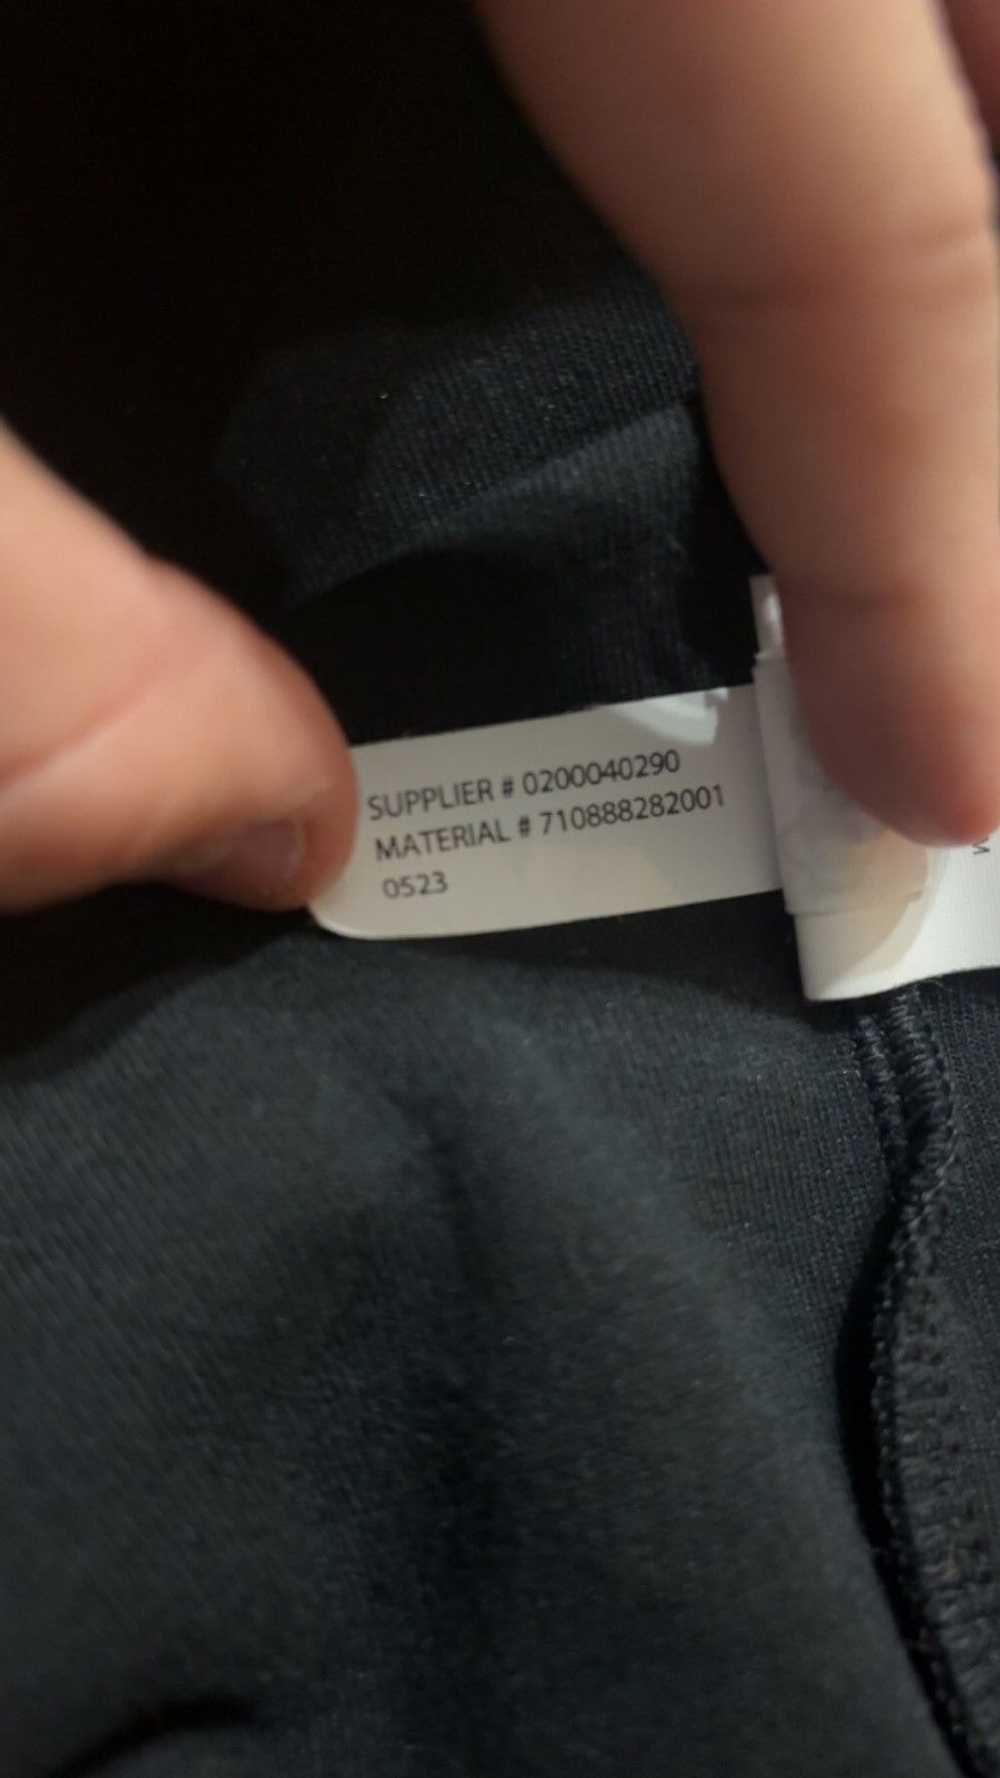 SUPPLIER # 0200040290
MATERIAL # 710888282001
0523